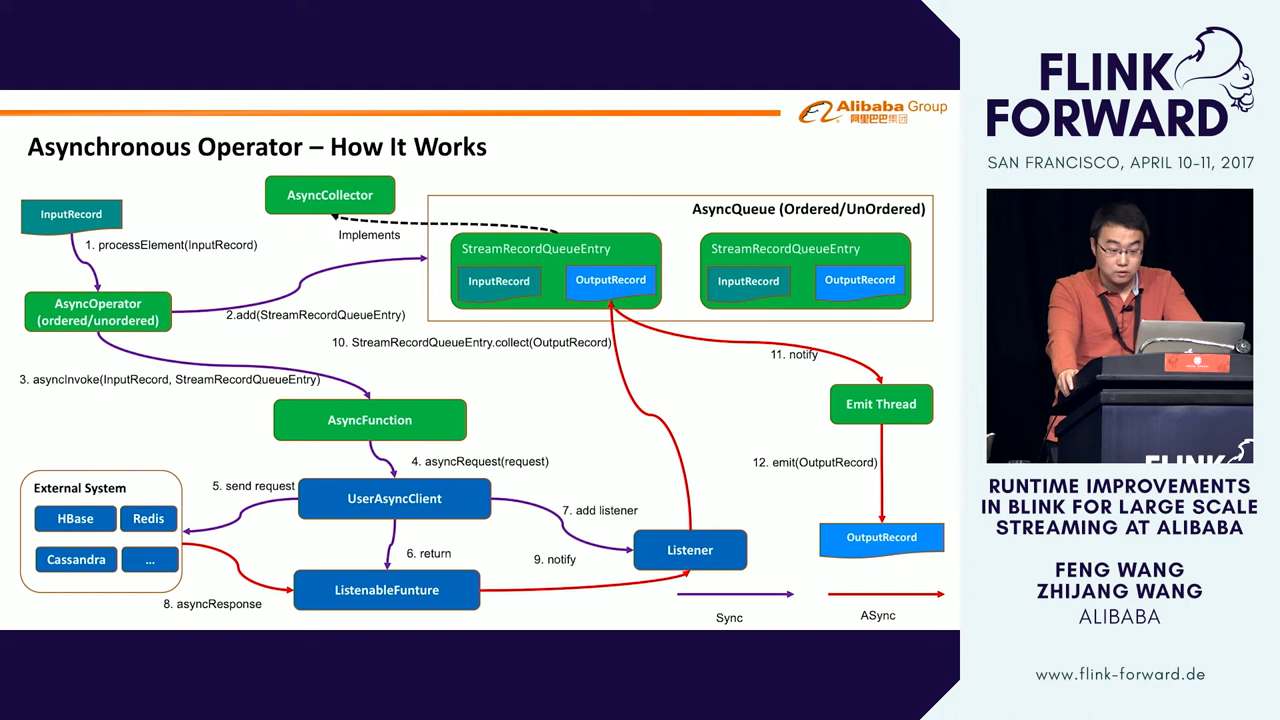 Alibaba Group
阿里巴巴集团
Asynchronous Operator – How It Works
InputRecord
AsyncCollector
AsyncQueue (Ordered/UnOrdered)
Implements
1. processElement(InputRecord)
StreamRecordQueueEntry
InputRecord
OutputRecord
StreamRecordQueueEntry
InputRecord
OutputRecord
AsyncOperator
(ordered/unordered)
2.add(StreamRecordQueueEntry)
10. StreamRecordQueueEntry.collect(OutputRecord)
11. notify
3. asyncInvoke(InputRecord, StreamRecordQueueEntry)
Emit Thread
AsyncFunction
4. asyncRequest(request)
12. emit(OutputRecord)
External System
HBase
Redis
Cassandra
...
5. send request
UserAsyncClient
7. add listener
6. return
9. notify
Listener
OutputRecord
8. asyncResponse
ListenableFunture
Sync
ASync
FLINK
FORWARD
SAN FRANCISCO, APRIL 10-11, 2017
FLINK
RUNTIME IMPROVEMENTS
IN BLINK FOR LARGE SCALE
STREAMING AT ALIBABA
FENG WANG
ZHIJANG WANG
ALIBABA
www.flink-forward.de